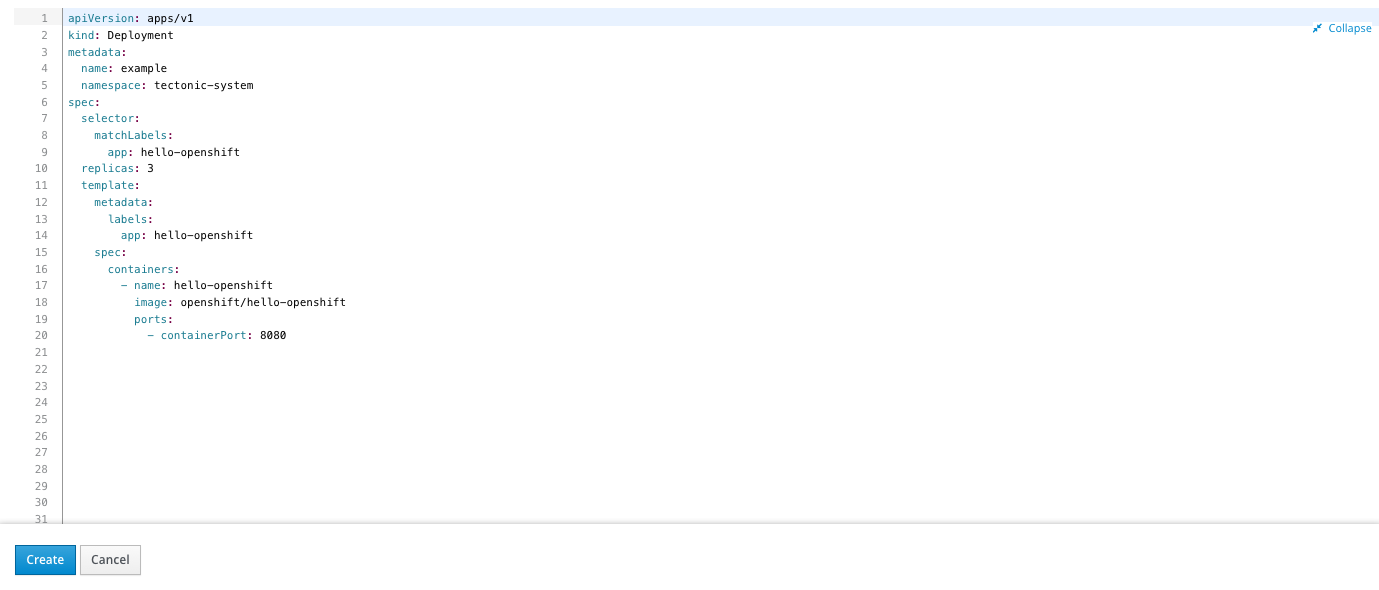 1 apiVersion: apps/v1
Collapse
2 kind: Deployment
3 metadata:
4   name: example
5   namespace: tectonic-system
6 spec:
7   selector:
8     matchLabels:
9       app: hello-openshift
10   replicas: 3
11   template:
12     metadata:
13       labels:
14         app: hello-openshift
15     spec:
16       containers:
17         - name: hello-openshift
18           image: openshift/hello-openshift
19           ports:
20             - containerPort: 8080
21
22
23
24
25
26
27
28
29
30
31
Create Cancel